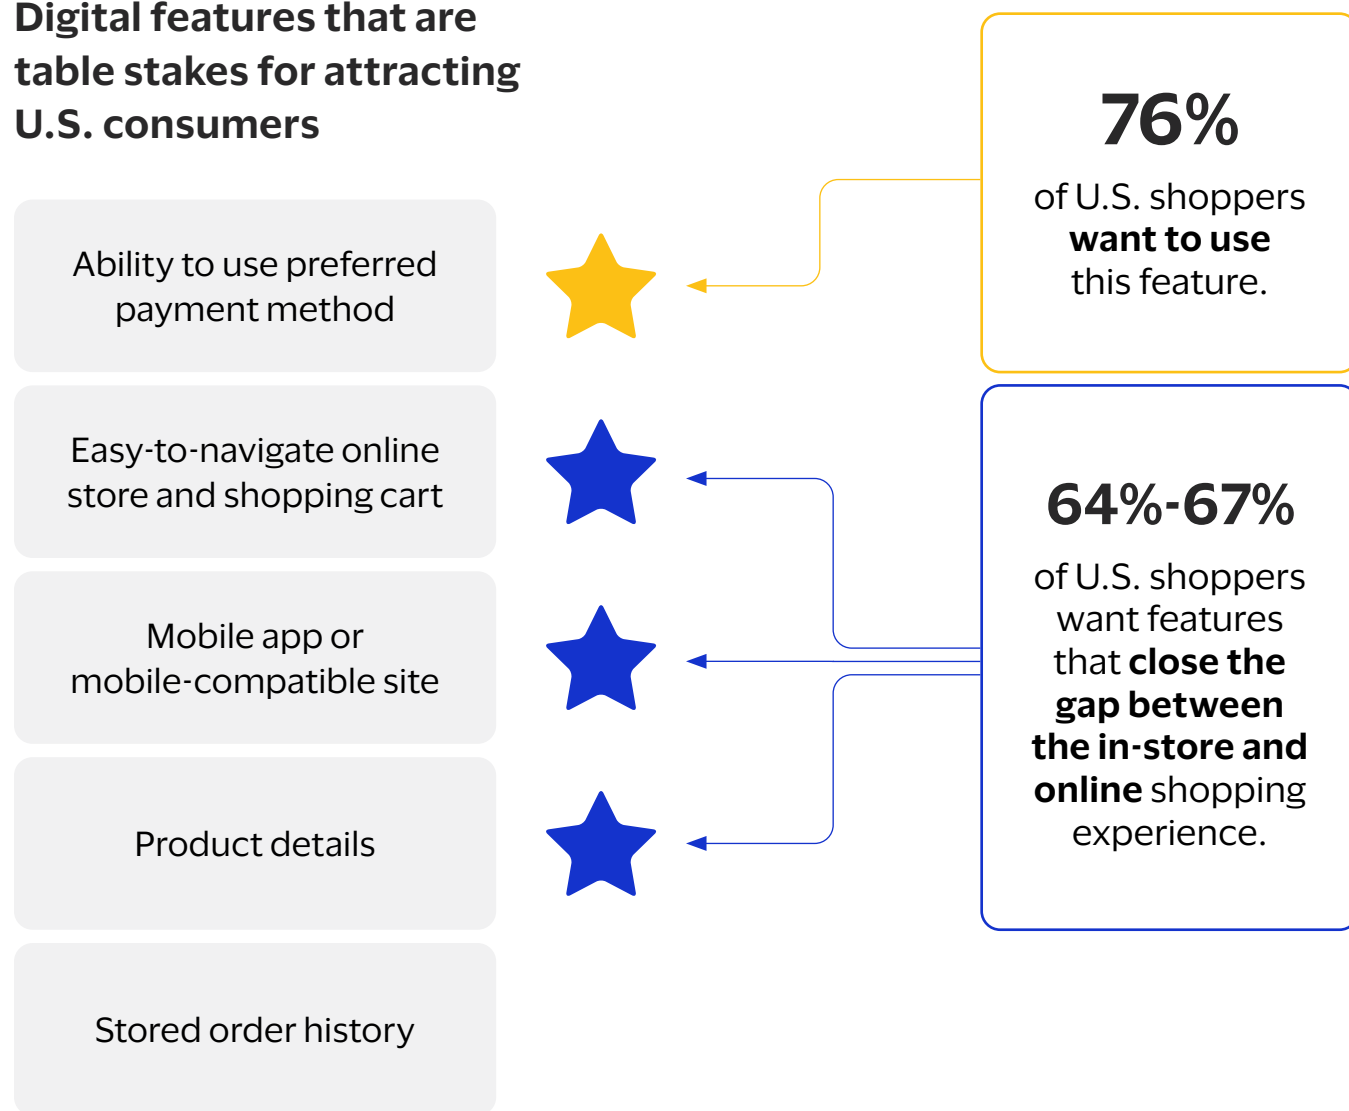 Digital features that are
table stakes for attracting
U.S. consumers
Ability to use preferred
payment method
Easy-to-navigate online
store and shopping cart
Mobile app or
mobile-compatible site
Product details
Stored order history
76%
of U.S. shoppers
want to use
this feature.
64%-67%
of U.S. shoppers
want features
that close the
gap between
the in-store and
online shopping
experience.